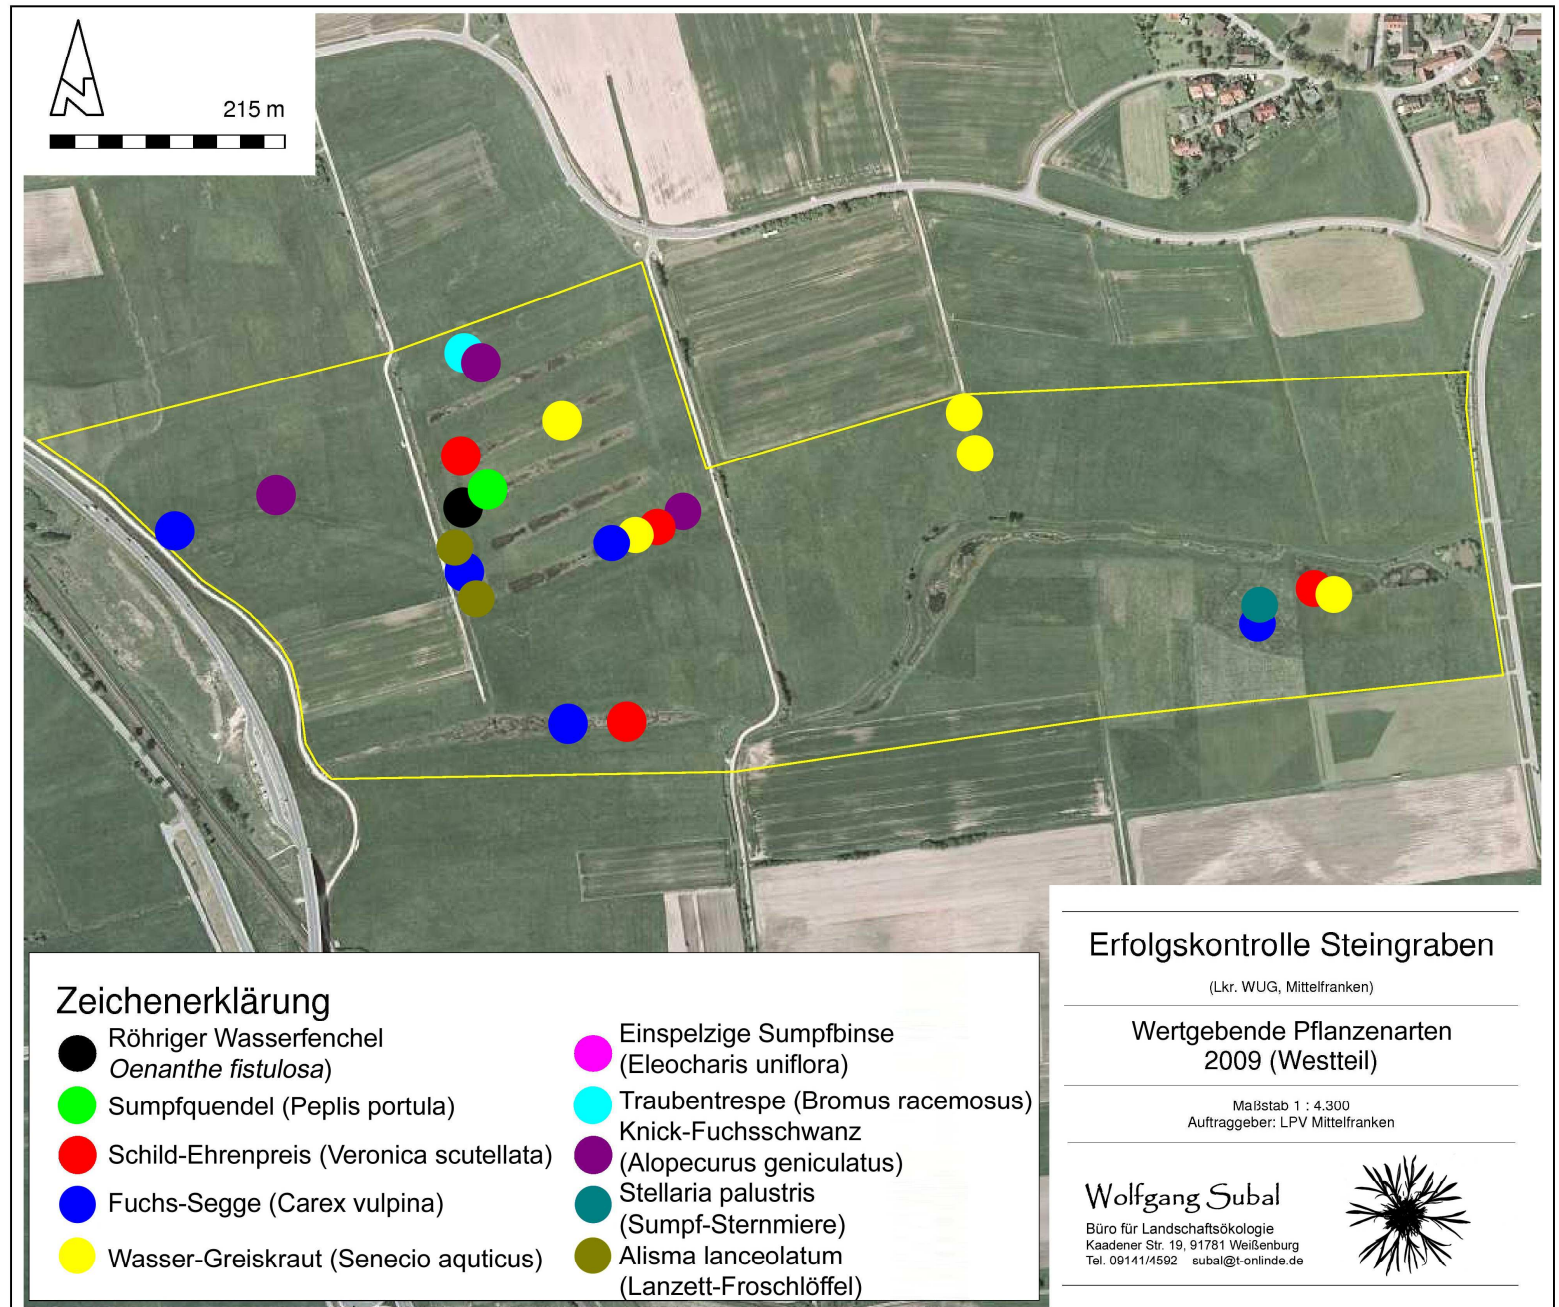 N
215 m
Zeichenerklärung
Röhriger Wasserfenchel
Oenanthe fistulosa)
Sumpfquendel (Peplis portula)
Schild-Ehrenpreis (Veronica scutellata)
Fuchs-Segge (Carex vulpina)
Wasser-Greiskraut (Senecio aquticus)
Einspelzige Sumpfbinse
(Eleocharis uniflora)
Traubentrespe (Bromus racemosus)
Knick-Fuchsschwanz
(Alopecurus geniculatus)
Stellaria palustris
(Sumpf-Sternmiere)
Alisma lanceolatum
(Lanzett-Froschlöffel)
Erfolgskontrolle Steingraben
(Lkr. WUG, Mittelfranken)
Wertgebende Pflanzenarten
2009 (Westteil)
Maßstab 1 : 4.300
Auftraggeber: LPV Mittelfranken
Wolfgang Subal
Büro für Landschaftsökologie
Kaadener Str. 19, 91781 Weißenburg
Tel. 09141/4592 subal@t-onlinde.de